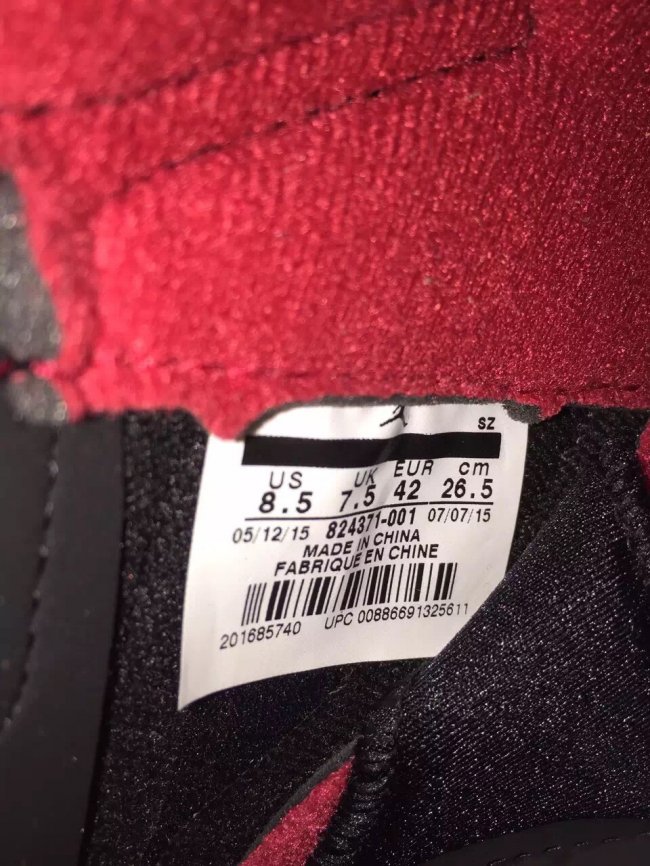 SZ
US UK EUR cm
8.5 7.5 42 26.5
05/12/15 824371-001 07/07/15
MADE IN CHINA
FABRIQUE EN CHINE
201685740 UPC 00886691325611